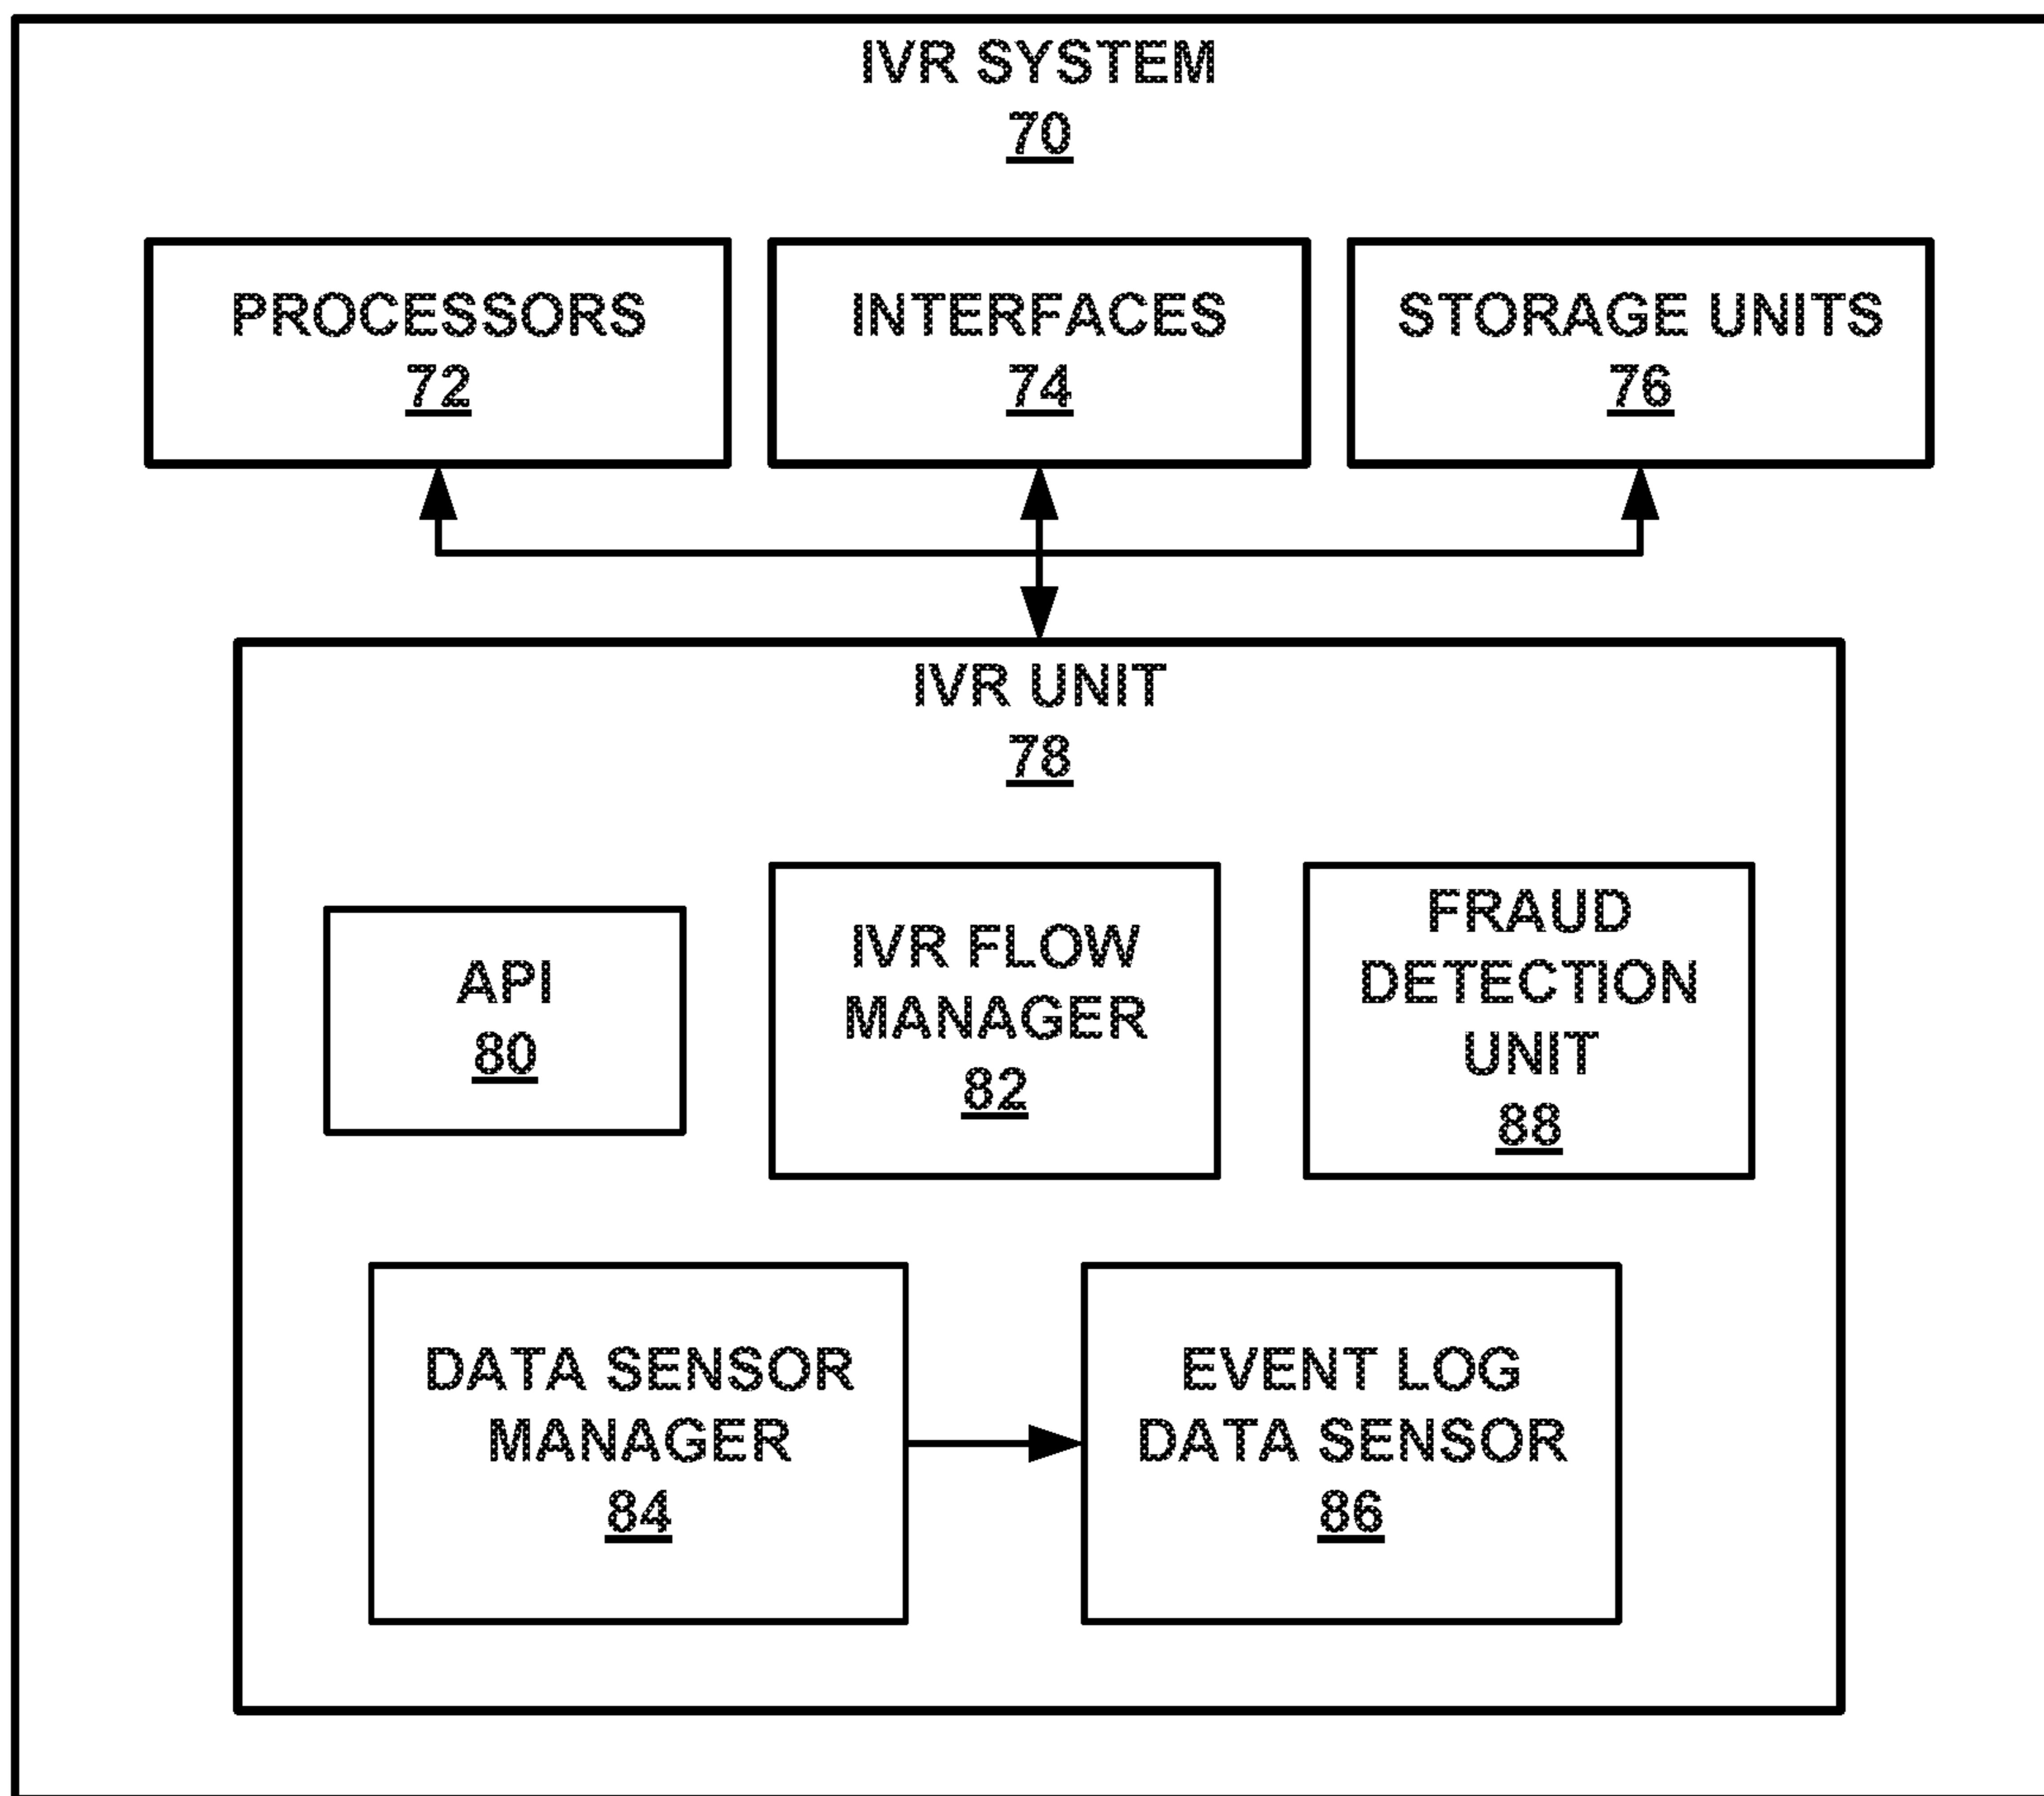 IVR SYSTEM
70
PROCESSORS
72
INTERFACES
74
STORAGE UNITS
76
IVR UNIT
78
API
80
IVR FLOW
MANAGER
82
FRAUD
DETECTION
UNIT
88
DATA SENSOR
MANAGER
84
EVENT LOG
DATA SENSOR
86